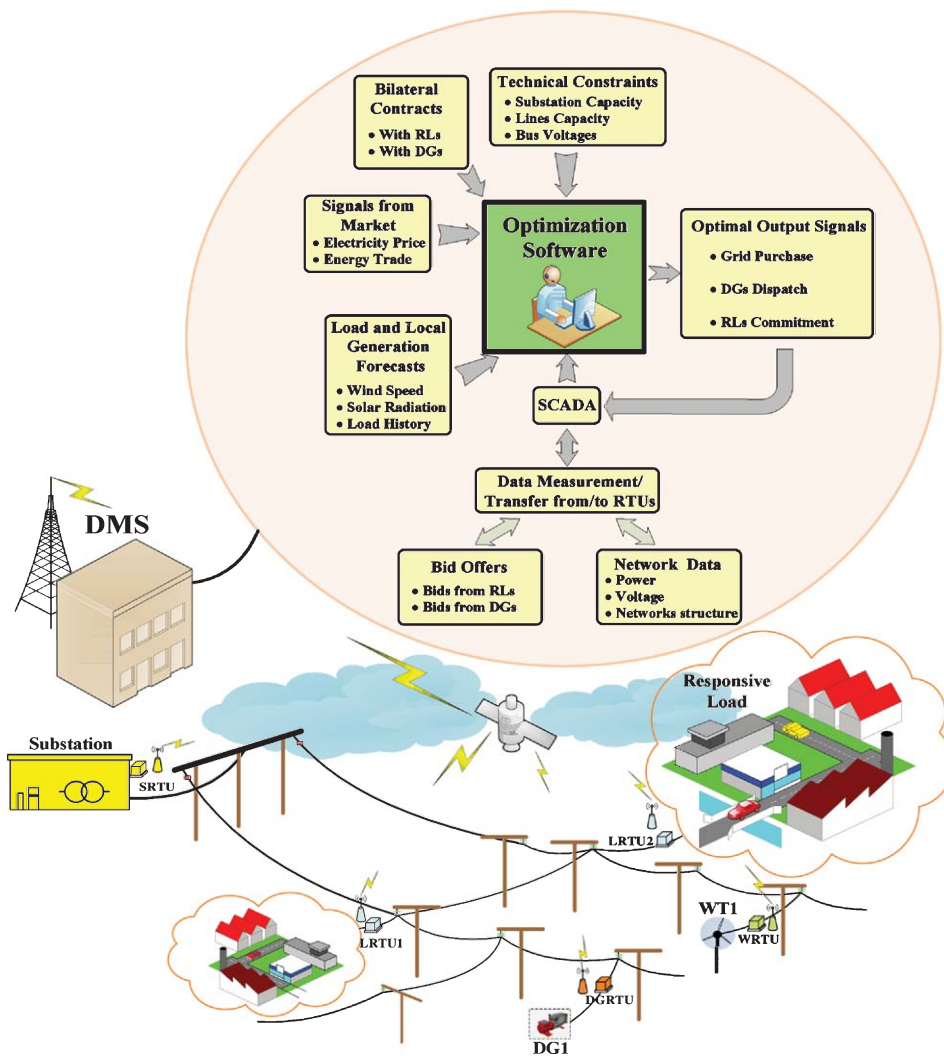 Bilateral
Contracts
• With RLs
• With DGs
Technical Constraints
• Substation Capacity
• Lines Capacity
• Bus Voltages
Signals from
Market
• Electricity Price
• Energy Trade
Optimization
Software
Optimal Output Signals
• Grid Purchase
• DGs Dispatch
• RLs Commitment
Load and Local
Generation
Forecasts
• Wind Speed
• Solar Radiation
• Load History
SCADA
Data Measurement/
Transfer from/to RTUs
Bid Offers
• Bids from RLs
• Bids from DGs
Network Data
• Power
• Voltage
• Networks structure
DMS
Responsive
Load
Substation
SRTU
LRTU2
LRTU1
WT1
WRTU
DGRTU
DG1